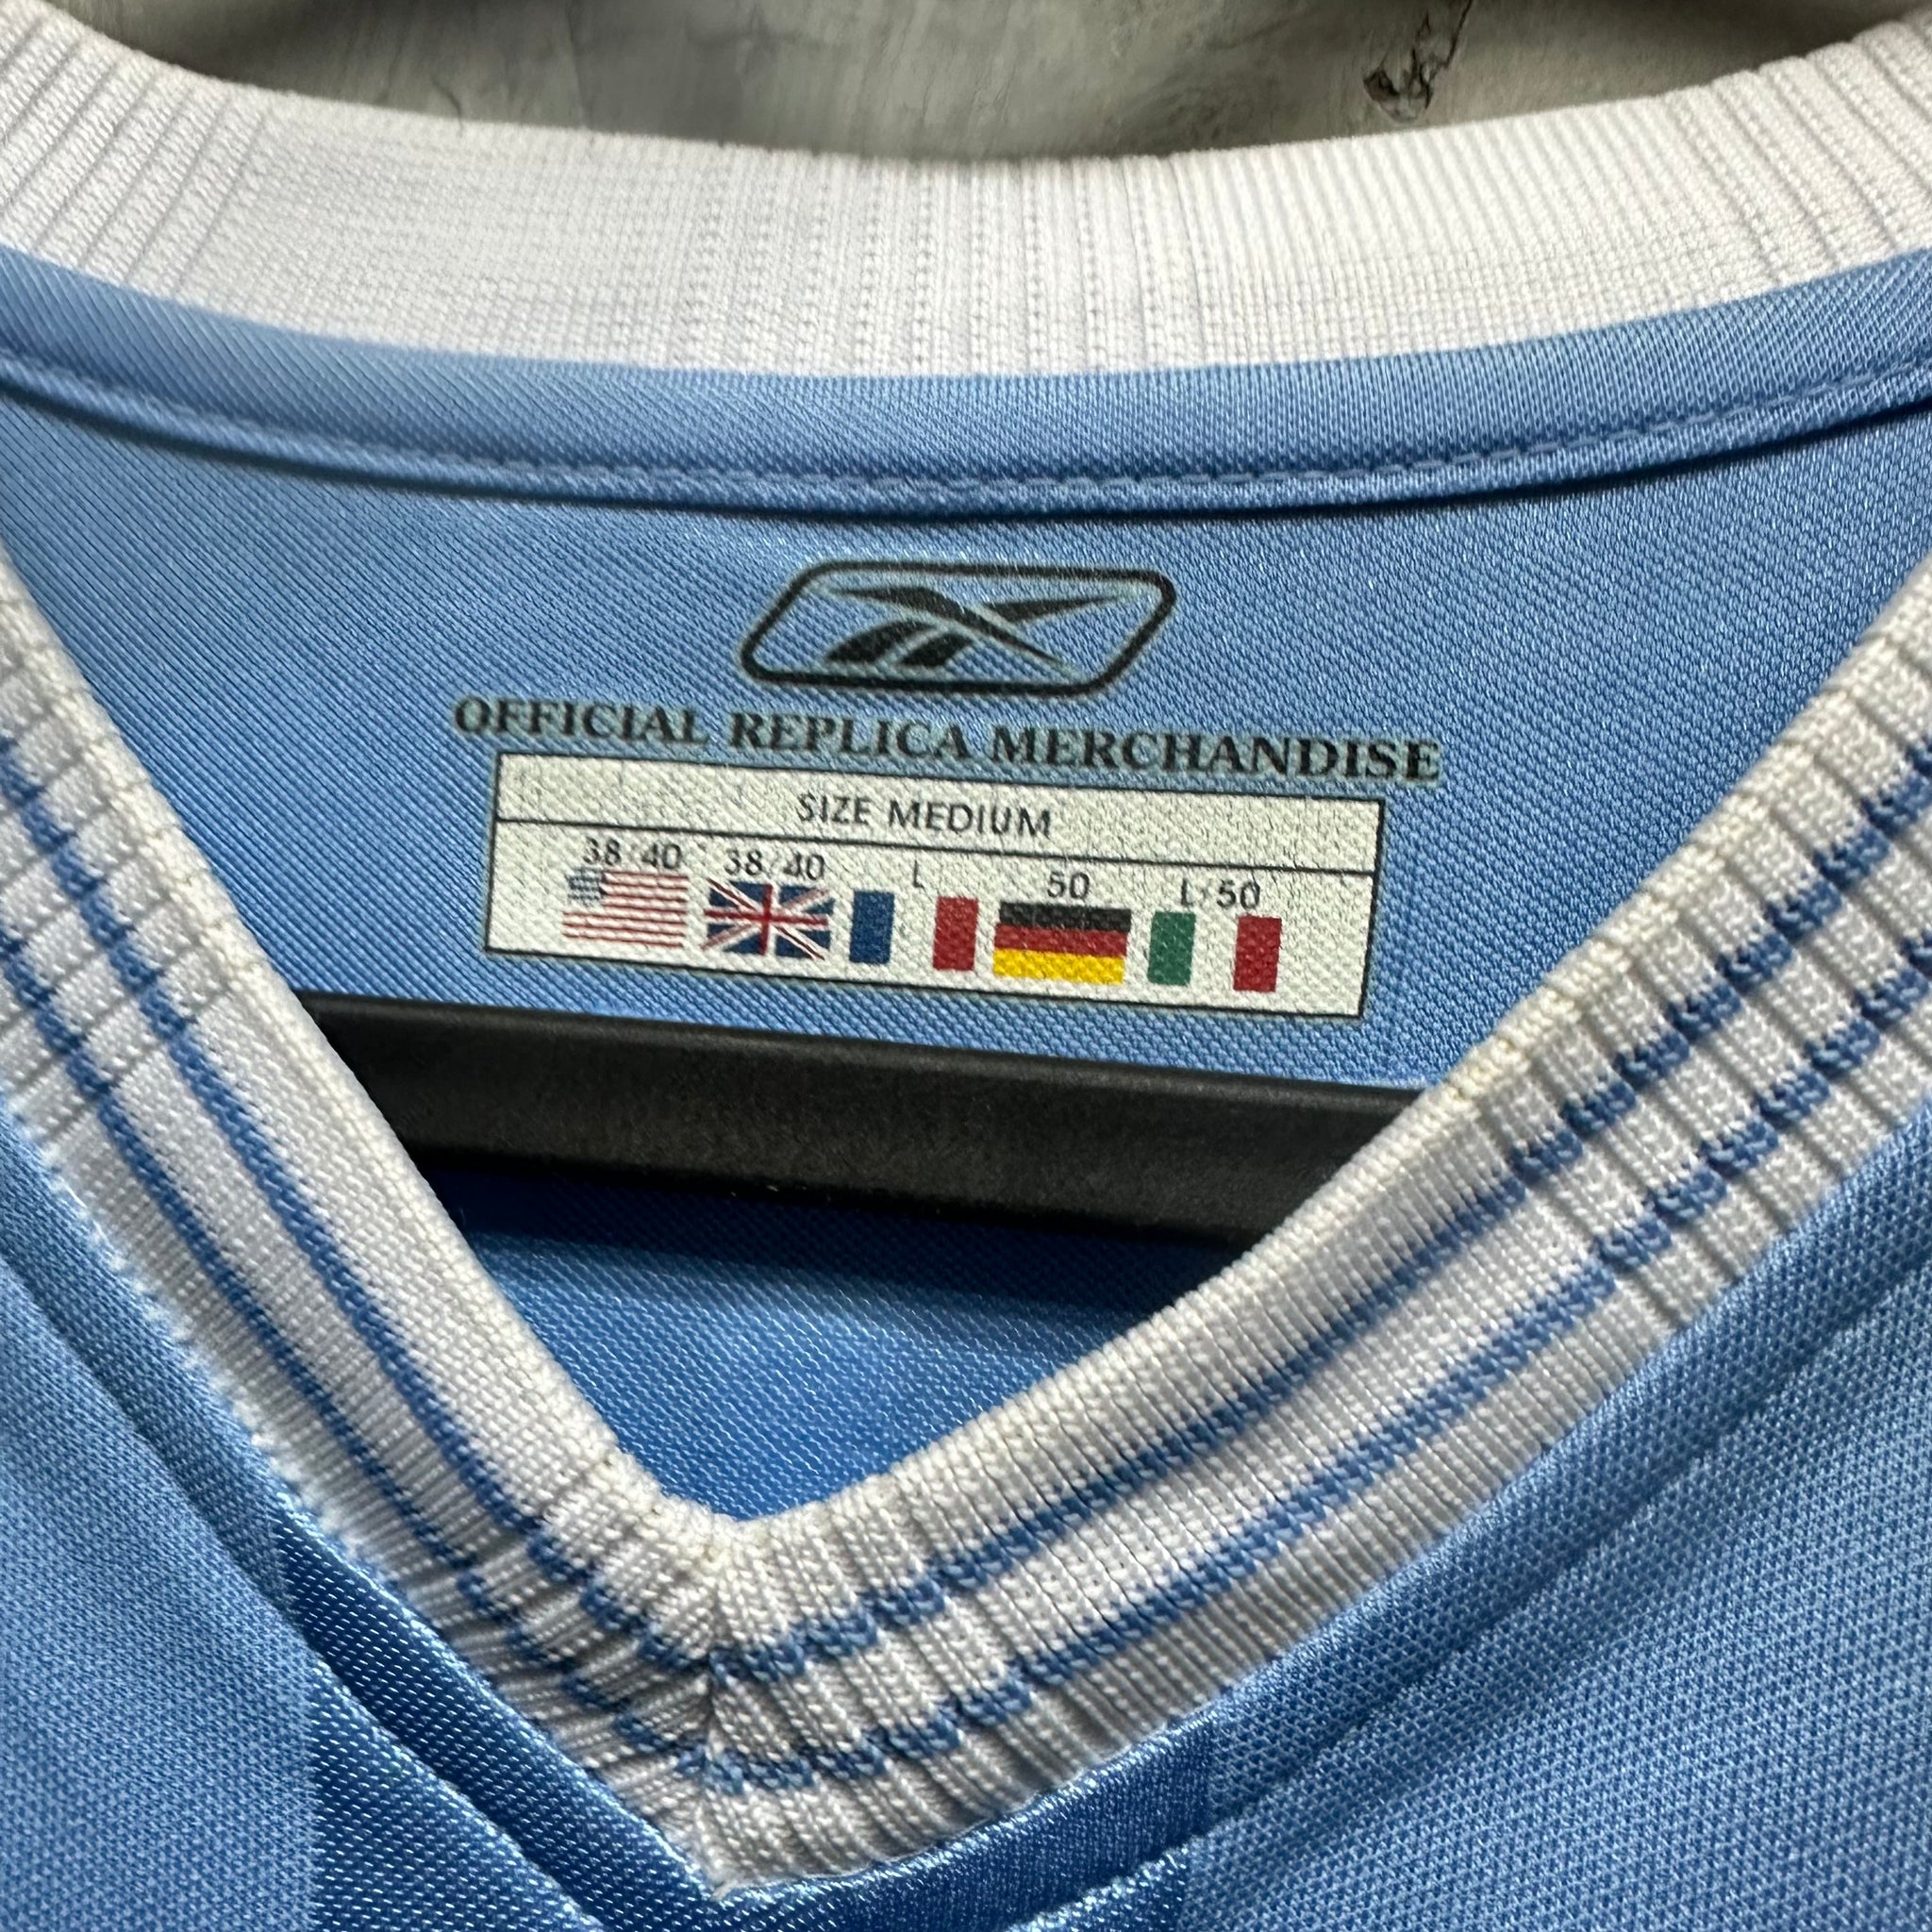 OFFICIAL REPLICA MERCHANDISE
SIZE MEDIUM
38/40 38/40 L 50 L/50